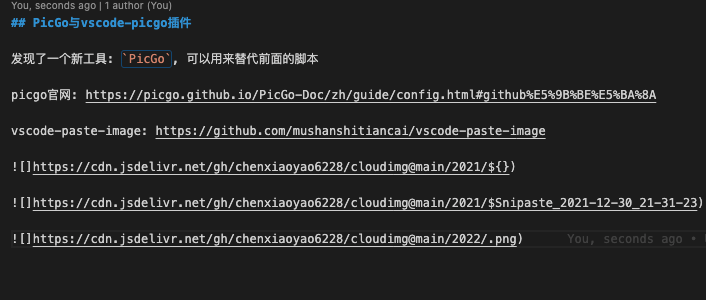 You, seconds ago | 1 author (You)
## PicGo与vscode-picgo插件
发现了一个新工具: `PicGo`, 可以用来替代前面的脚本
picgo官网: https://picgo.github.io/PicGo-Doc/zh/guide/config.html#github%E5%9B%BE%E5%BA%8A
vscode-paste-image: https://github.com/mushanshitiancai/vscode-paste-image
![]https://cdn.jsdelivr.net/gh/chenxiaoyao6228/cloudimg@main/2021/${})
![]https://cdn.jsdelivr.net/gh/chenxiaoyao6228/cloudimg@main/2021/$Snipaste_2021-12-30_21-31-23)
![]https://cdn.jsdelivr.net/gh/chenxiaoyao6228/cloudimg@main/2022/.png) You, seconds ago •